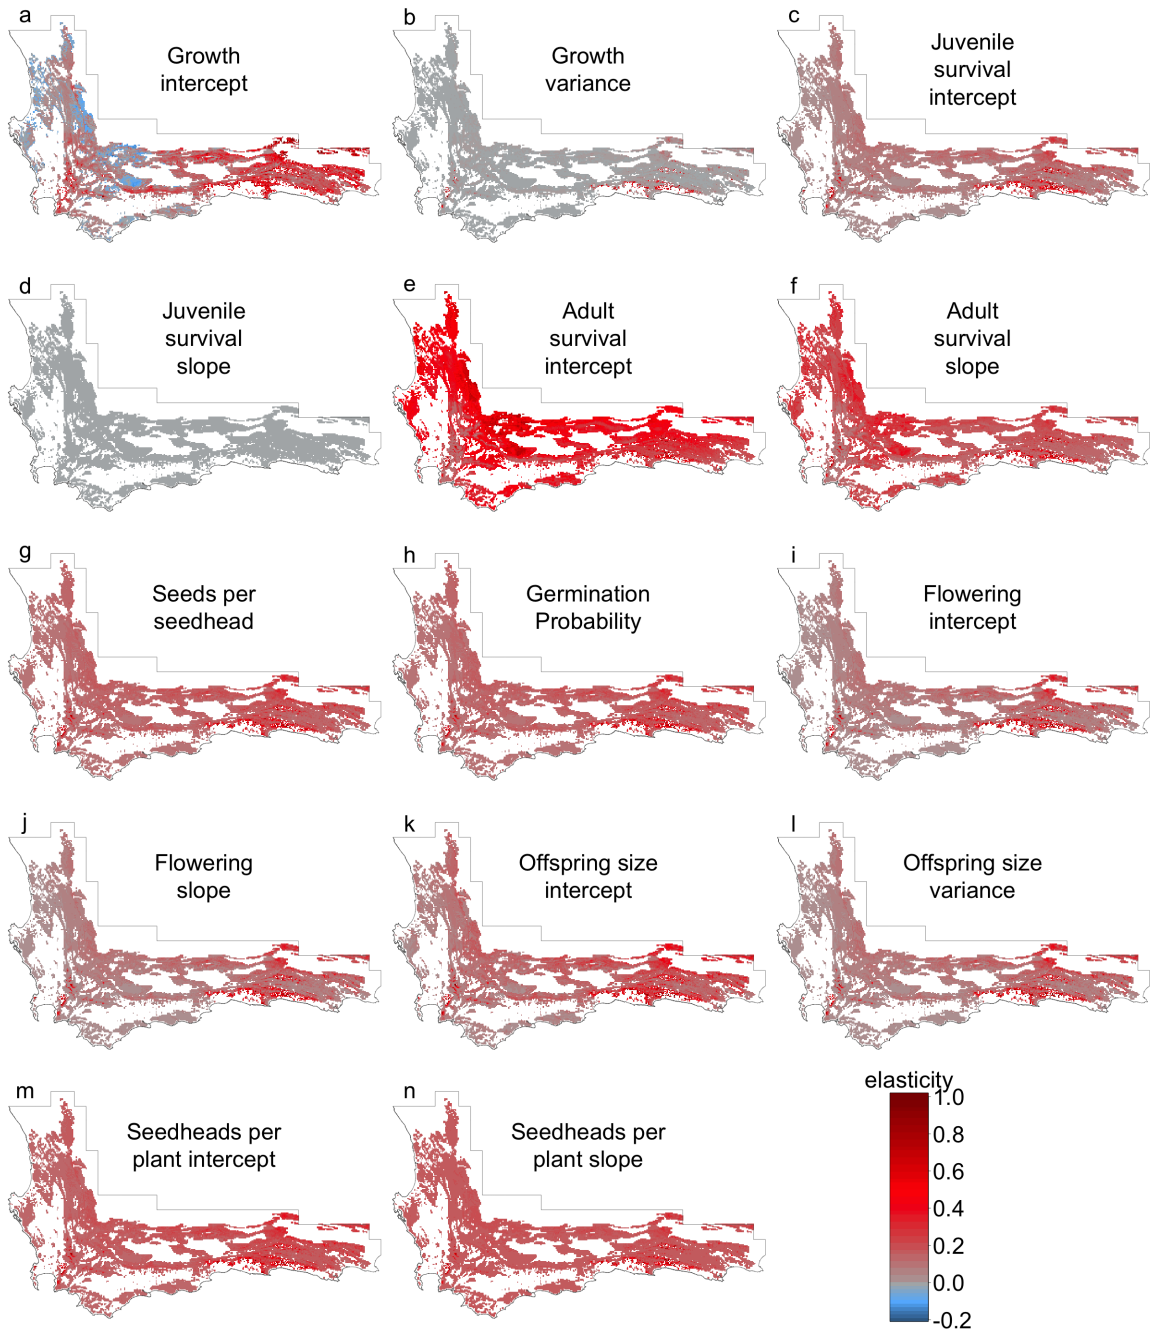 a
Growth
intercept
b
Growth
variance
c
Juvenile
survival
intercept
d
Juvenile
survival
slope
e
Adult
survival
intercept
f
Adult
survival
slope
g
Seeds per
seedhead
h
Germination
Probability
i
Flowering
intercept
j
Flowering
slope
k
Offspring size
intercept
l
Offspring size
variance
m
Seedheads per
plant intercept
n
Seedheads per
plant slope
elasticity
1.0
0.8
0.6
0.4
0.2
0.0
-0.2